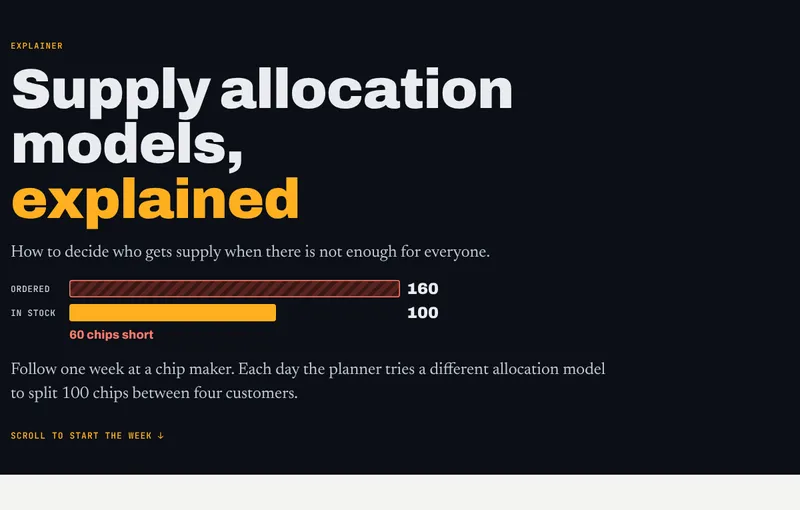 EXPLAINER
Supply allocation
models,
explained
How to decide who gets supply when there is not enough for everyone.
ORDERED 160
IN STOCK 100
60 chips short
Follow one week at a chip maker. Each day the planner tries a different allocation model
to split 100 chips between four customers.
SCROLL TO START THE WEEK ↓